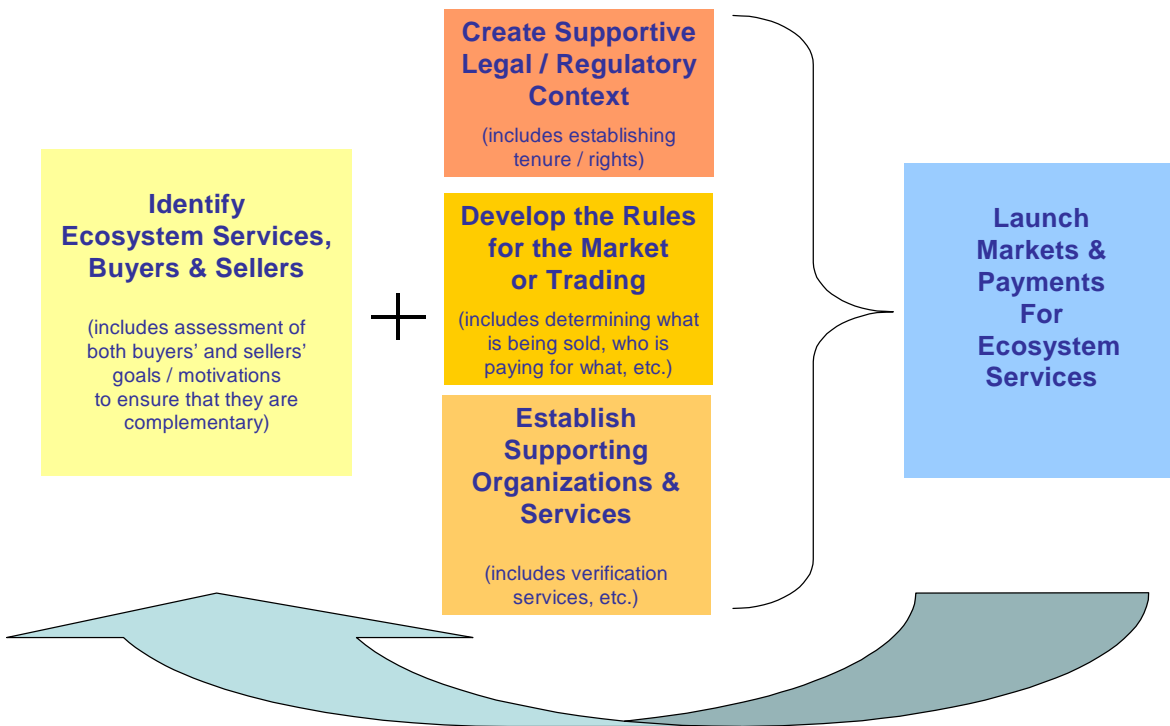 Identify
Ecosystem Services,
Buyers & Sellers
(includes assessment of
both buyers’ and sellers’
goals / motivations
to ensure that they are
complementary)
+
Create Supportive
Legal / Regulatory
Context
(includes establishing
tenure / rights)
Develop the Rules
for the Market
or Trading
(includes determining what
is being sold, who is
paying for what, etc.)
Establish
Supporting
Organizations &
Services
(includes verification
services, etc.)
Launch
Markets &
Payments
For
Ecosystem
Services